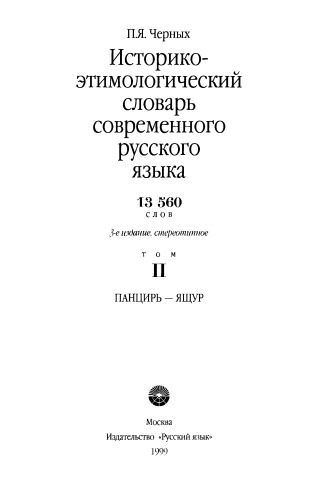 П.Я. Черных
Историко-
этимологический
словарь
современного
русского
языка
13 560
слов
3-е издание, стереотипное
том
II
ПАНЦИРЬ — ЯЩУР
Москва
Издательство «Русский язык»
1999